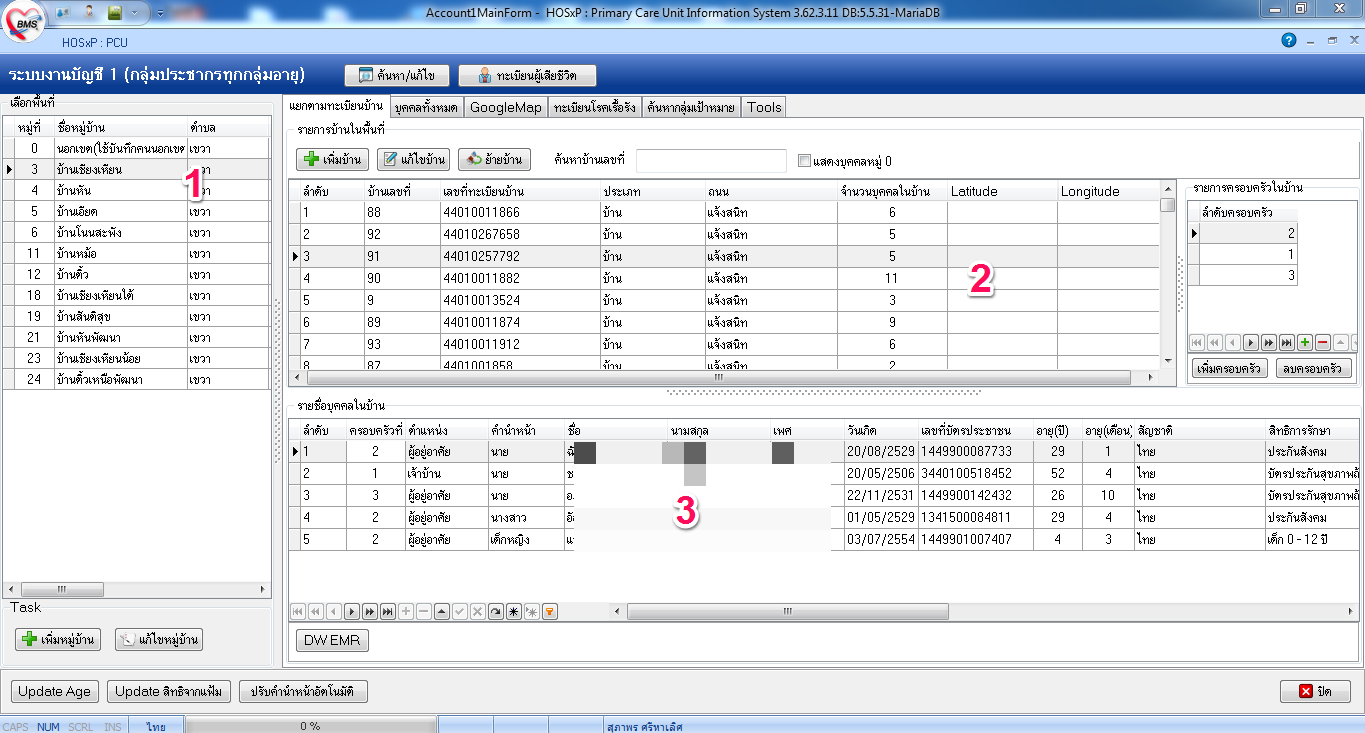 Account1MainForm - HOSxP : Primary Care Unit Information System 3.62.3.11 DB:5.5.31-MariaDB
BMS
HOSxP : PCU
ระบบงานบัญชี 1 (กลุ่มประชากรทุกกลุ่มอายุ)
ค้นหา/แก้ไข
ทะเบียนผู้เสียชีวิต
เลือกพื้นที่
หมู่ที่ ชื่อหมู่บ้าน ตำบล
0 นอกเขต(ใช้บันทึกคนนอกเขต เขวา
3 บ้านเชียงเหียน
4 บ้านหัน
5 บ้านเอียด เขวา
6 บ้านโนนสะพัง เขวา
11 บ้านหม้อ เขวา
12 บ้านติ้ว เขวา
18 บ้านเชียงเหียนใต้ เขวา
19 บ้านสันติสุข เขวา
21 บ้านหันพัฒนา เขวา
23 บ้านเชียงเหียนน้อย เขวา
24 บ้านติ้วเหนือพัฒนา เขวา
1
Task
เพิ่มหมู่บ้าน
แก้ไขหมู่บ้าน
แยกตามทะเบียนบ้าน บุคคลทั้งหมด GoogleMap ทะเบียนโรคเรื้อรัง ค้นหากลุ่มเป้าหมาย Tools
รายการบ้านในพื้นที่
เพิ่มบ้าน แก้ไขบ้าน ย้ายบ้าน ค้นหาบ้านเลขที่ แสดงบุคคลหมู่ 0
ลำดับ บ้านเลขที่ เลขที่ทะเบียนบ้าน ประเภท ถนน จำนวนบุคคลในบ้าน Latitude Longitude
1 88 44010011866 บ้าน แจ้งสนิท 6
2 92 44010267658 บ้าน แจ้งสนิท 5
3 91 44010257792 บ้าน แจ้งสนิท 5
4 90 44010011882 บ้าน แจ้งสนิท 11
5 9 44010013524 บ้าน แจ้งสนิท 3
6 89 44010011874 บ้าน แจ้งสนิท 9
7 93 44010011912 บ้าน แจ้งสนิท 6
8 87 4401001858 บ้าน แจ้งสนิท 2
2
รายการครอบครัวในบ้าน
ลำดับครอบครัว
2
1
3
เพิ่มครอบครัว ลบครอบครัว
รายชื่อบุคคลในบ้าน
ลำดับ ครอบครัวที่ ตำแหน่ง คำนำหน้า ชื่อ นามสกุล เพศ วันเกิด เลขที่บัตรประชาชน อายุ(ปี) อายุ(เดือน) สัญชาติ สิทธิการรักษา
1 2 ผู้อยู่อาศัย นาย 20/08/2529 1449900087733 29 1 ไทย ประกันสังคม
2 1 เจ้าบ้าน นาย 20/05/2506 3440100518452 52 4 ไทย บัตรประกันสุขภาพถ้
3 3 ผู้อยู่อาศัย นาย 22/11/2531 1449900142432 26 10 ไทย บัตรประกันสุขภาพถ้
4 2 ผู้อยู่อาศัย นางสาว 01/05/2529 1341500084811 29 4 ไทย ประกันสังคม
5 2 ผู้อยู่อาศัย เด็กหญิง 03/07/2554 1449901007407 4 3 ไทย เด็ก 0 - 12 ปี
3
DW EMR
Update Age Update สิทธิจากแฟ้ม ปรับคำนำหน้าอัตโนมัติ ปิด
CAPS NUM SCRL INS ไทย 0 % สุภาพร ศรีหาเลิศ